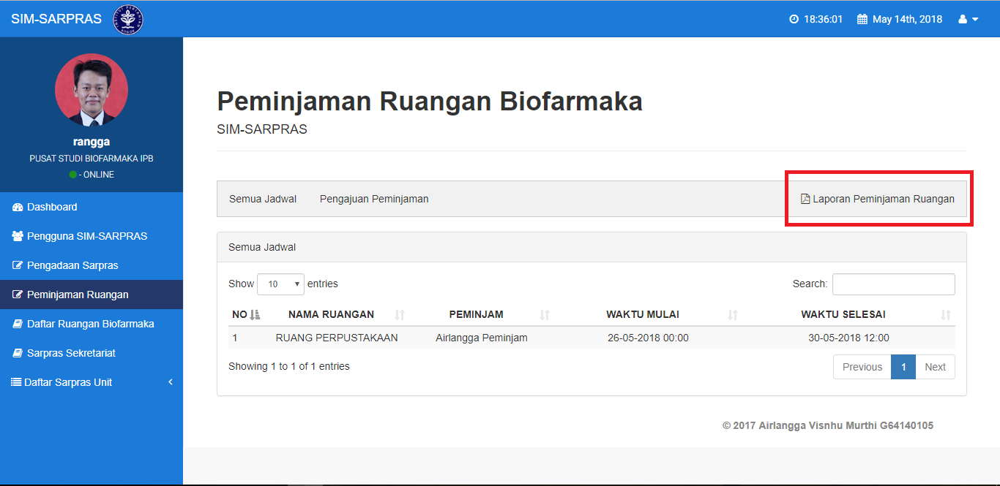 SIM-SARPRAS
18:36:01 May 14th, 2018
rangga
PUSAT STUDI BIOFARMAKA IPB
- ONLINE
Dashboard
Pengguna SIM-SARPRAS
Pengadaan Sarpras
Peminjaman Ruangan
Daftar Ruangan Biofarmaka
Sarpras Sekretariat
Daftar Sarpras Unit
Peminjaman Ruangan Biofarmaka
SIM-SARPRAS
Semua Jadwal Pengajuan Peminjaman Laporan Peminjaman Ruangan
Semua Jadwal
Show 10 entries Search:
NO NAMA RUANGAN PEMINJAM WAKTU MULAI WAKTU SELESAI
1 RUANG PERPUSTAKAAN Airlangga Peminjam 26-05-2018 00:00 30-05-2018 12:00
Showing 1 to 1 of 1 entries Previous 1 Next
© 2017 Airlangga Visnhu Murthi G64140105